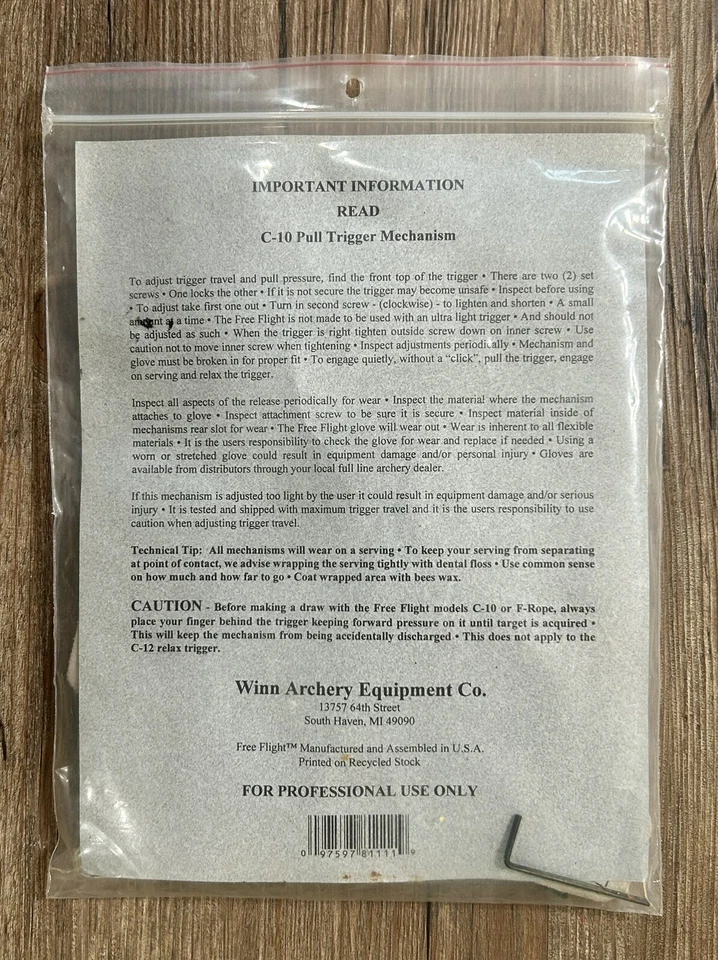 IMPORTANT INFORMATION
READ
C-10 Pull Trigger Mechanism
To adjust trigger travel and pull pressure, find the front top of the trigger • There are two (2) set
screws • One locks the other • If it is not secure the trigger may become unsafe • Inspect before using
• To adjust take first one out • Turn in second screw - (clockwise) - to lighten and shorten • A small
amount at a time • The Free Flight is not made to be used with an ultra light trigger • And should not
be adjusted as such • When the trigger is right tighten outside screw down on inner screw • Use
caution not to move inner screw when tightening • Inspect adjustments periodically • Mechanism and
glove must be broken in for proper fit • To engage quietly, without a “click”, pull the trigger, engage
on serving and relax the trigger.
Inspect all aspects of the release periodically for wear • Inspect the material where the mechanism
attaches to glove • Inspect attachment screw to be sure it is secure • Inspect material inside of
mechanisms rear slot for wear • The Free Flight glove will wear out • Wear is inherent to all flexible
materials • It is the users responsibility to check the glove for wear and replace if needed • Using a
worn or stretched glove could result in equipment damage and/or personal injury • Gloves are
available from distributors through your local full line archery dealer.
If this mechanism is adjusted too light by the user it could result in equipment damage and/or serious
injury • It is tested and shipped with maximum trigger travel and it is the users responsibility to use
caution when adjusting trigger travel.
Technical Tip: All mechanisms will wear on a serving • To keep your serving from separating
at point of contact, we advise wrapping the serving tightly with dental floss • Use common sense
on how much and how far to go • Coat wrapped area with bees wax.
CAUTION - Before making a draw with the Free Flight models C-10 or F-Rope, always
place your finger behind the trigger keeping forward pressure on it until target is acquired •
This will keep the mechanism from being accidentally discharged • This does not apply to the
C-12 relax trigger.
Winn Archery Equipment Co.
13757 64th Street
South Haven, MI 49090
Free Flight™ Manufactured and Assembled in U.S.A.
Printed on Recycled Stock
FOR PROFESSIONAL USE ONLY
0 97597 81111 9